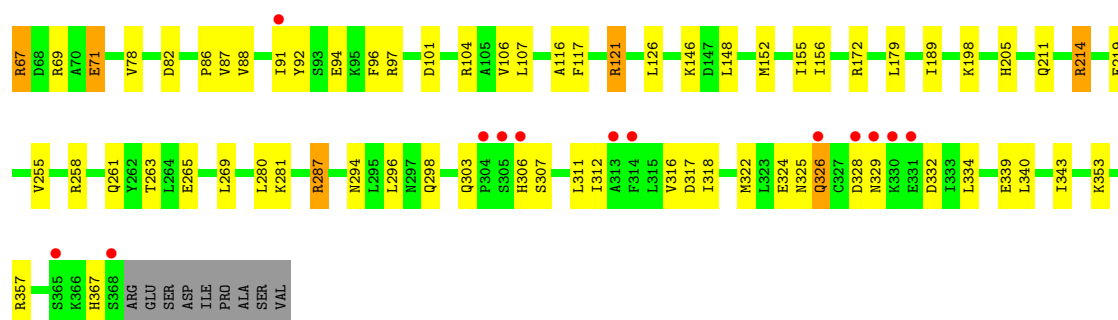 R67 D68 R69 A70 E71 V78 D82 P86 V87 V88 I91 Y92 S93 E94 K95 F96 R97 D101 R104 A105 V106 L107 A116 F117 R121 L126 K146 D147 L148 M152 I155 I156 R172 L179 I189 K198 H205 Q211 R214
V255 R258 Q261 Y262 T263 L264 E265 L269 L280 K281 R287 N294 L295 L296 N297 Q298 Q303 P304 S305 H306 S307 L311 I312 A313 F314 L315 V316 D317 I318 M322 L323 E324 N325 Q326 C327 D328 N329 K330 E331 D332 I333 L334 E339 L340 I343 K353
R357 S365 K366 H367 S368 ARG GLU SER ASP ILE PRO ALA SER VAL